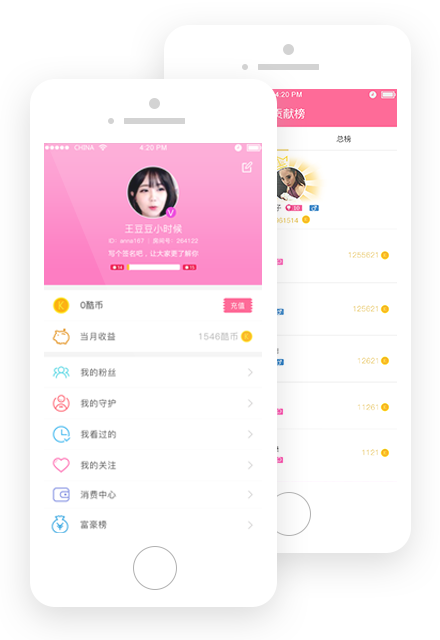 CHINA 4:20 PM
王豆豆小时候
ID：anna167 | 房间号：264122
写个签名吧，让大家更了解你
0酷币 充值
当月收益 1546酷币
我的粉丝
我的守护
我看过的
我的关注
消费中心
富豪榜
4:20 PM
贡献榜
总榜
1255621
125621
12621
11261
1121